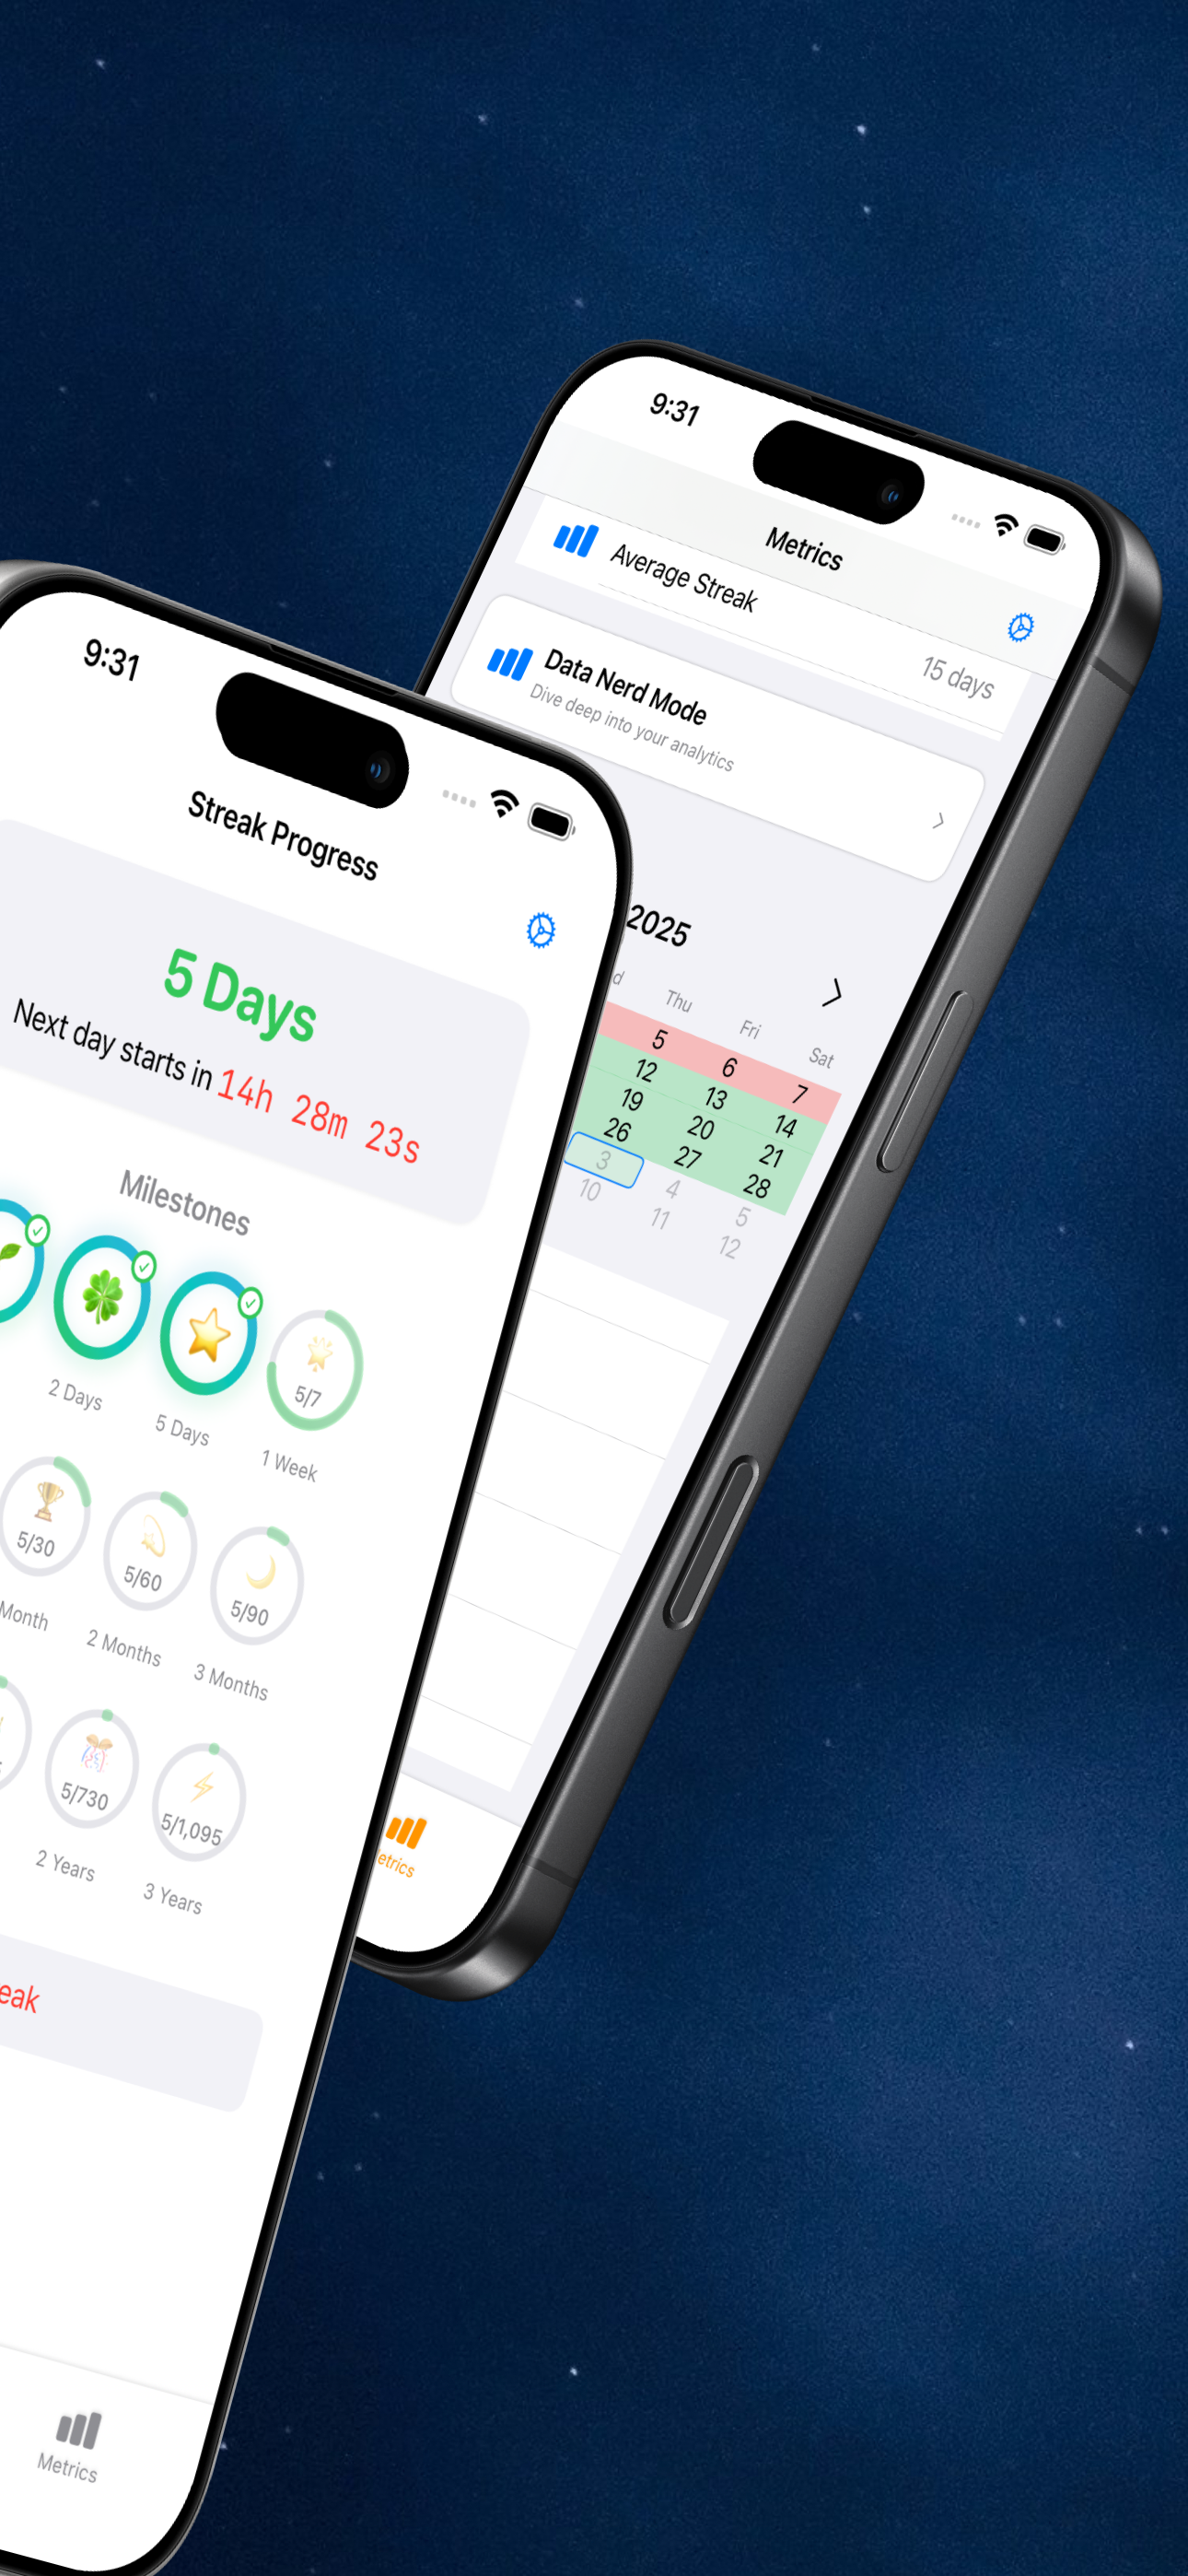 9:31
Metrics
Average Streak
15 days
Data Nerd Mode
Dive deep into your analytics
2025
d Thu Fri Sat
5 6 7
12 13 14
19 20 21
26 27 28
3 4 5
10 11 12
etrics
9:31
Streak Progress
5 Days
Next day starts in 14h 28m 23s
Milestones
2 Days
5 Days
5/7
1 Week
5/30
Month
5/60
2 Months
5/90
3 Months
5/730
2 Years
5/1,095
3 Years
eak
Metrics